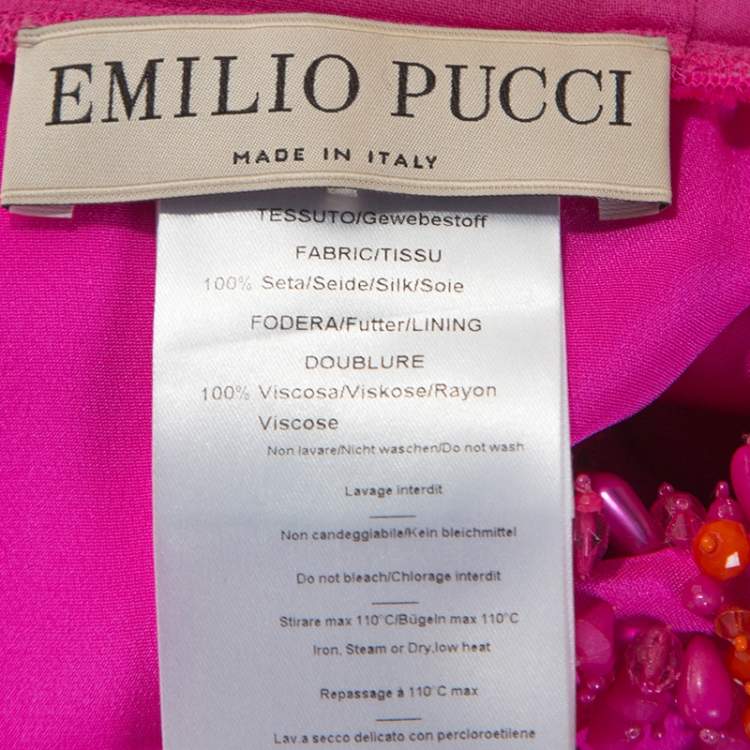 EMILIO PUCCI
MADE IN ITALY
TESSUTO/Gewebestoff
FABRIC/TISSU
100% Seta/Seide/Silk/Soie
FODERA/Futter/LINING
DOUBLURE
100% Viscosa/Viskose/Rayon
Viscose
Non lavare/Nicht waschen/Do not wash
Lavage interdit
Non candeggiabile/Kein bleichmittel
Do not bleach/Chlorage interdit
Stirare max 110°C/Bügeln max 110°C
Iron, Steam or Dry,low heat
Repassage à 110°C max
Lav.a secco delicato con percloroetilene